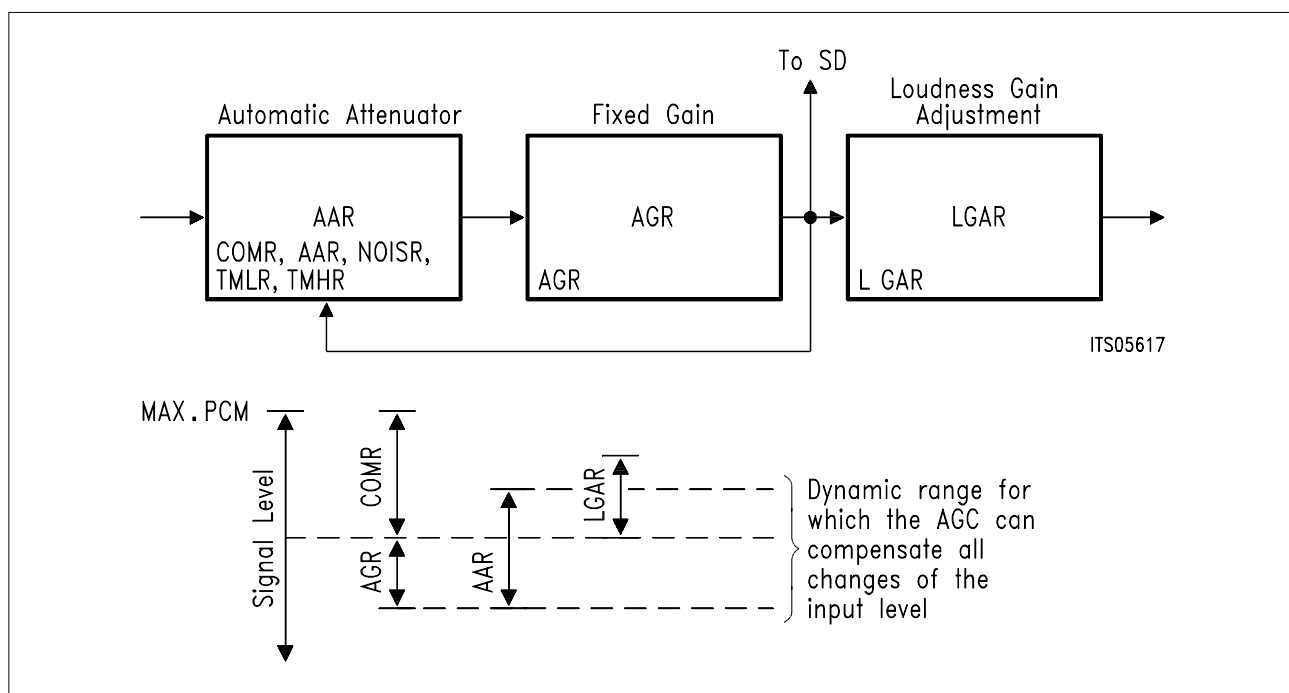 To SD
Automatic Attenuator
Fixed Gain
Loudness Gain
Adjustment
AAR
COMR, AAR, NOISR,
TMLR, TMHR
AGR
AGR
LGAR
L GAR
ITS05617
MAX.PCM
Signal Level
COMR
AGR
AAR
LGAR
Dynamic range for
which the AGC can
compensate all
changes of the
input level